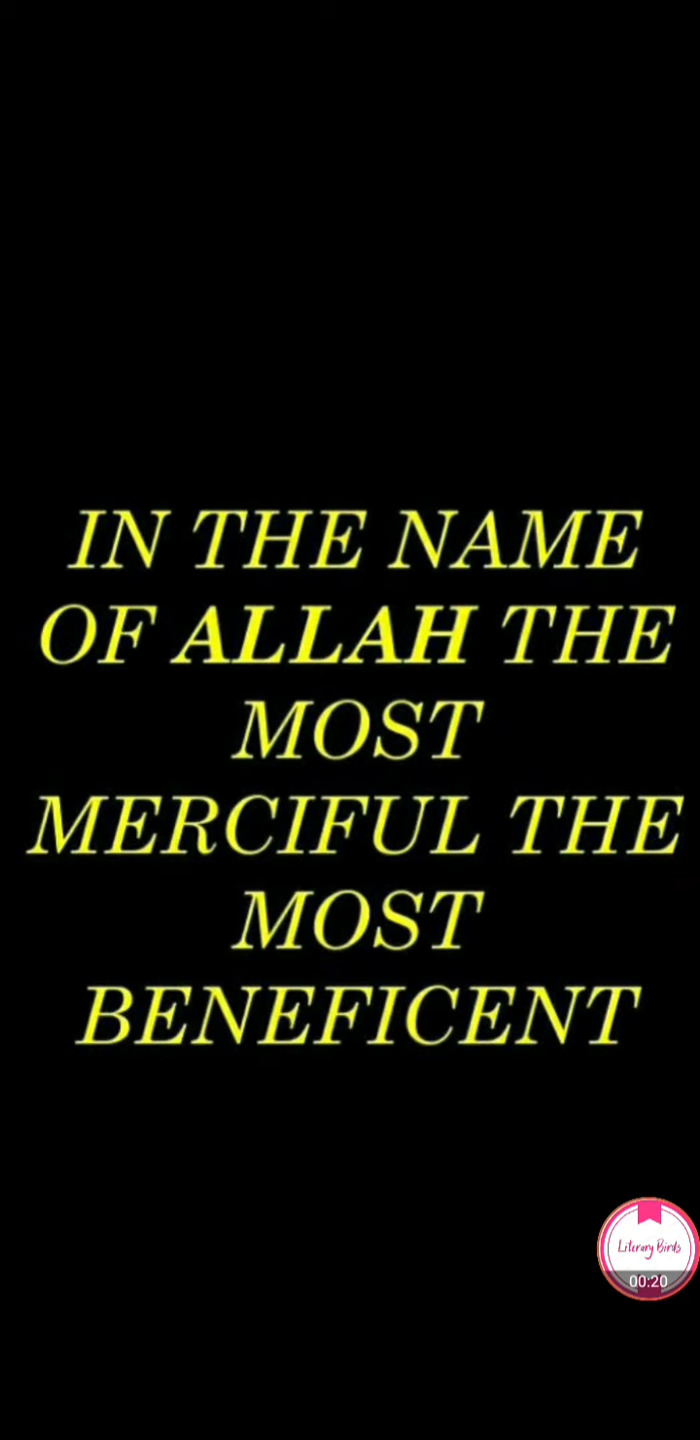 IN THE NAME
OF ALLAH THE
MOST
MERCIFUL THE
MOST
BENEFICENT
Literary Birds
00:20